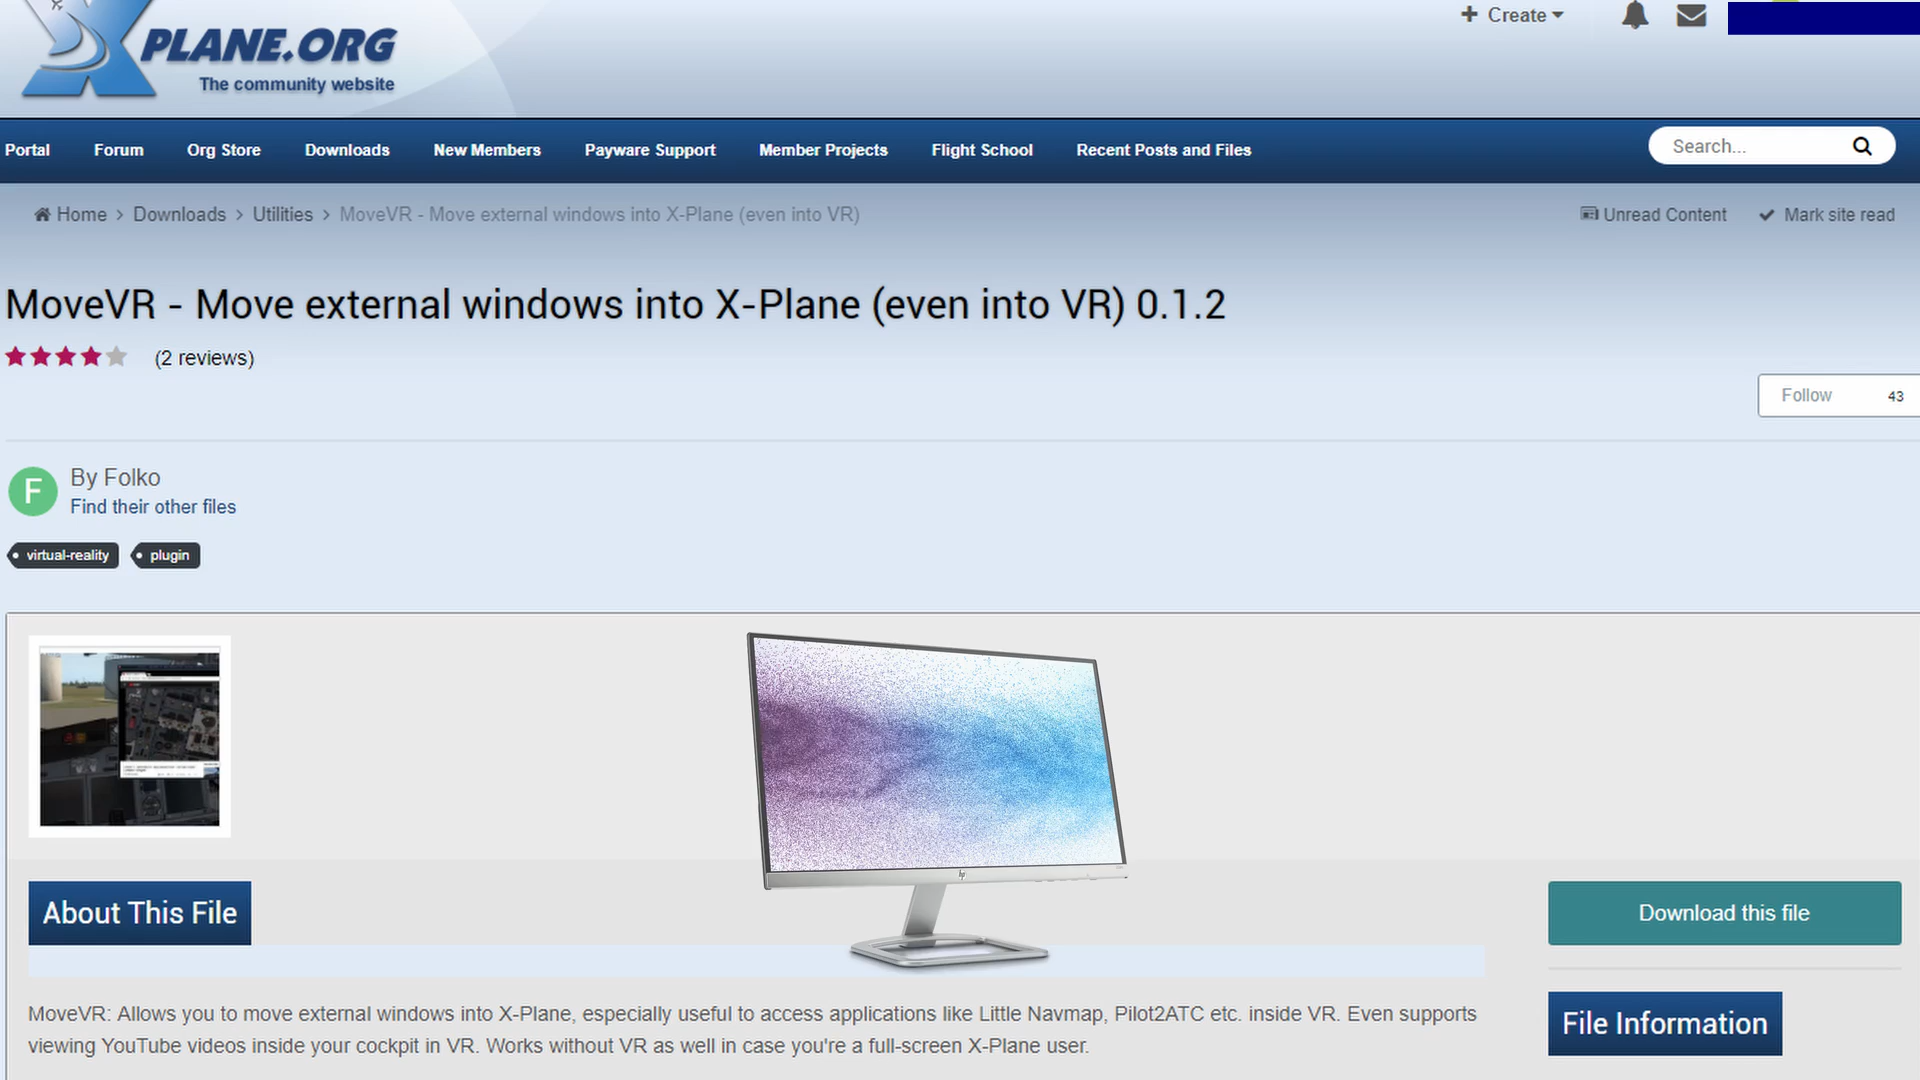 PLANE.ORG
The community website
Create
Portal
Forum
Org Store
Downloads
New Members
Payware Support
Member Projects
Flight School
Recent Posts and Files
Search...
Home > Downloads > Utilities > MoveVR - Move external windows into X-Plane (even into VR)
Unread Content
Mark site read
MoveVR - Move external windows into X-Plane (even into VR) 0.1.2
(2 reviews)
Follow 43
F
By Folko
Find their other files
virtual-reality
plugin
hp
About This File
Download this file
MoveVR: Allows you to move external windows into X-Plane, especially useful to access applications like Little Navmap, Pilot2ATC etc. inside VR. Even supports
viewing YouTube videos inside your cockpit in VR. Works without VR as well in case you're a full-screen X-Plane user.
File Information